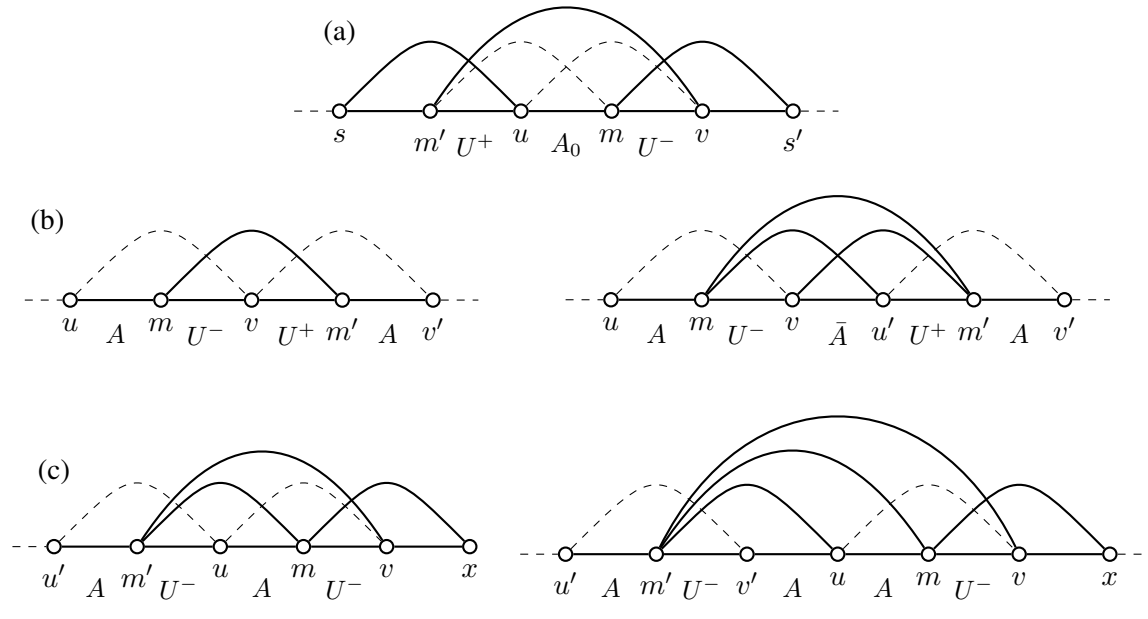 (a)
s m′ u m v s′
U⁺ A₀ U⁻
(b)
u m v m′ v′
A U⁻ U⁺ A
u m v u′ m′ v′
A U⁻ Ā U⁺ A
(c)
u′ m′ u m v x
A U⁻ A U⁻
u′ m′ v′ u m v x
A U⁻ A A U⁻